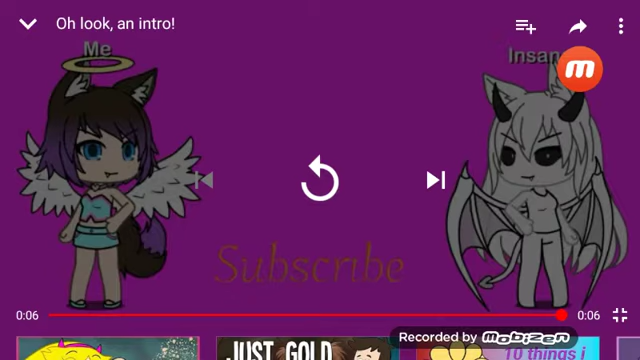 Oh look, an intro!
Me
Insan
Subscribe
0:06
0:06
Recorded by MOBIZEN
JUST GOLD
10 things i